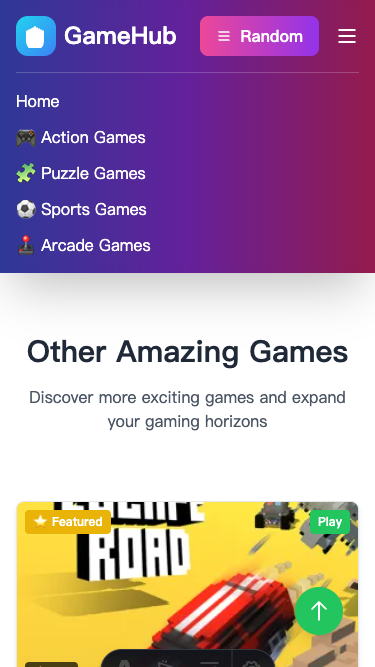 GameHub
Random
Home
🎮 Action Games
🧩 Puzzle Games
⚽ Sports Games
🕹️ Arcade Games
Other Amazing Games
Discover more exciting games and expand
your gaming horizons
⭐ Featured
Play
ROAD